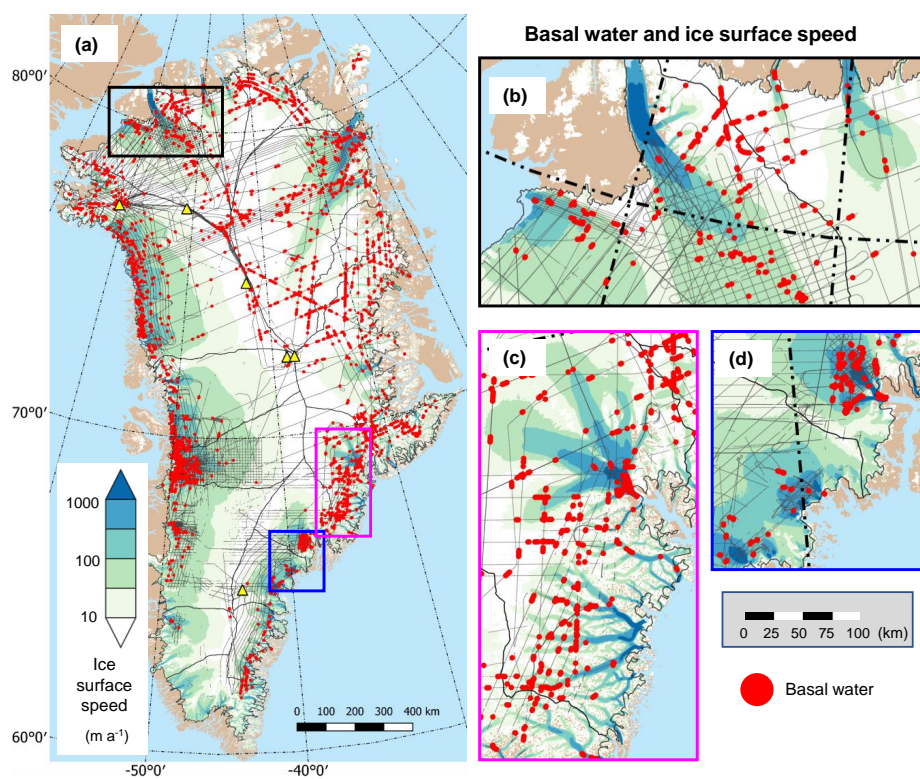 Basal water and ice surface speed
(a)
80°0'
70°0'
60°0'
-50°0'
-40°0'
1000
100
10
Ice
surface
speed
(m a⁻¹)
0 100 200 300 400 km
(b)
(c)
(d)
0 25 50 75 100 (km)
Basal water